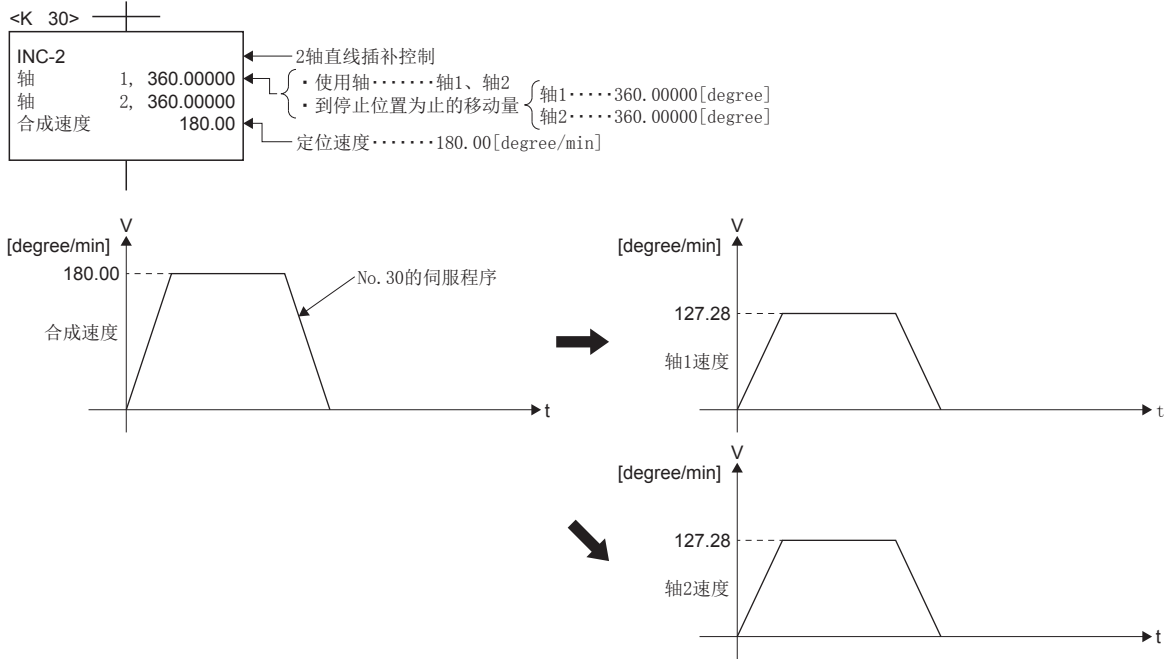 <K 30>
INC-2
轴 1, 360.00000
轴 2, 360.00000
合成速度 180.00
2轴直线插补控制
・使用轴・・・・・・・轴1、轴2
・到停止位置为止的移动量
轴1・・・・・360.00000[degree]
轴2・・・・・360.00000[degree]
定位速度・・・・・・・180.00[degree/min]
V
[degree/min]
180.00
合成速度
No.30的伺服程序
t
V
[degree/min]
127.28
轴1速度
t
V
[degree/min]
127.28
轴2速度
t